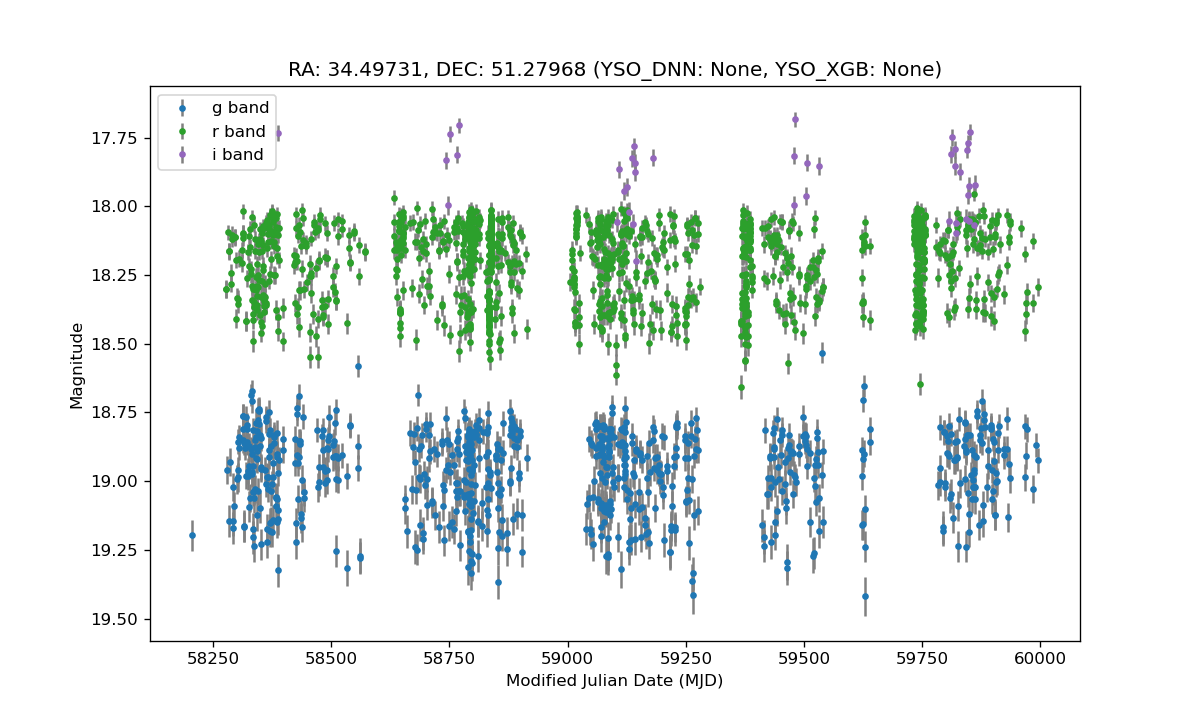 RA: 34.49731, DEC: 51.27968 (YSO_DNN: None, YSO_XGB: None)
g band
r band
i band
17.75
18.00
18.25
18.50
18.75
19.00
19.25
19.50
Magnitude
58250 58500 58750 59000 59250 59500 59750 60000
Modified Julian Date (MJD)